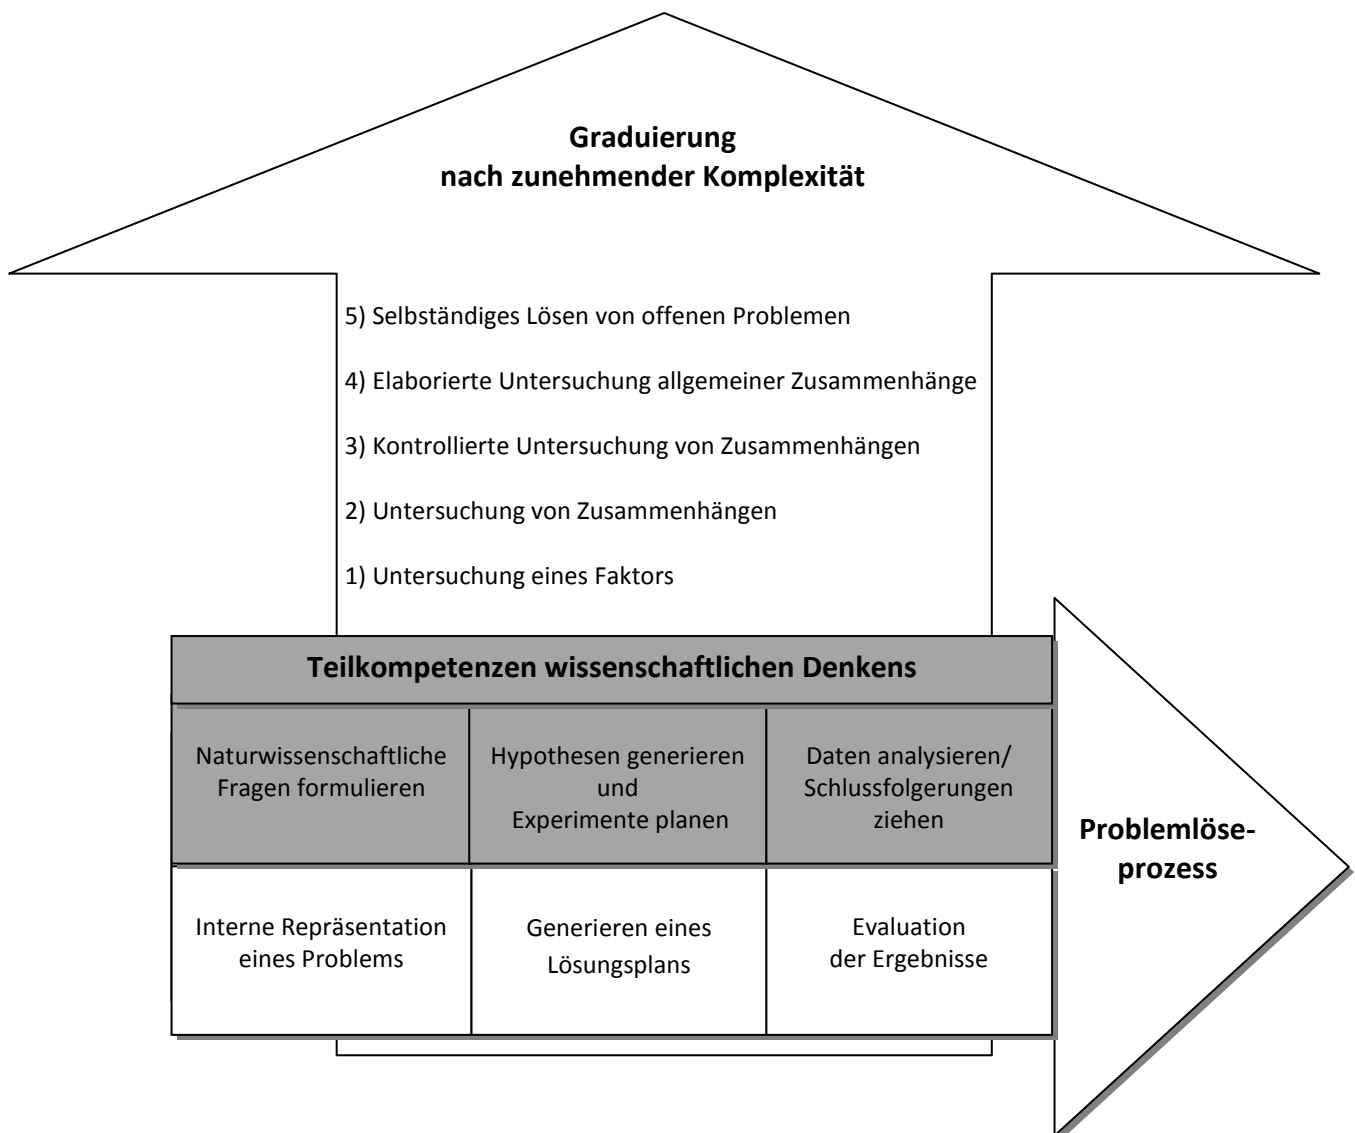 Graduierung
nach zunehmender Komplexität
5) Selbständiges Lösen von offenen Problemen
4) Elaborierte Untersuchung allgemeiner Zusammenhänge
3) Kontrollierte Untersuchung von Zusammenhängen
2) Untersuchung von Zusammenhängen
1) Untersuchung eines Faktors
Teilkompetenzen wissenschaftlichen Denkens
Naturwissenschaftliche
Fragen formulieren
Hypothesen generieren
und
Experimente planen
Daten analysieren/
Schlussfolgerungen
ziehen
Interne Repräsentation
eines Problems
Generieren eines
Lösungsplans
Evaluation
der Ergebnisse
Problemlöse-
prozess